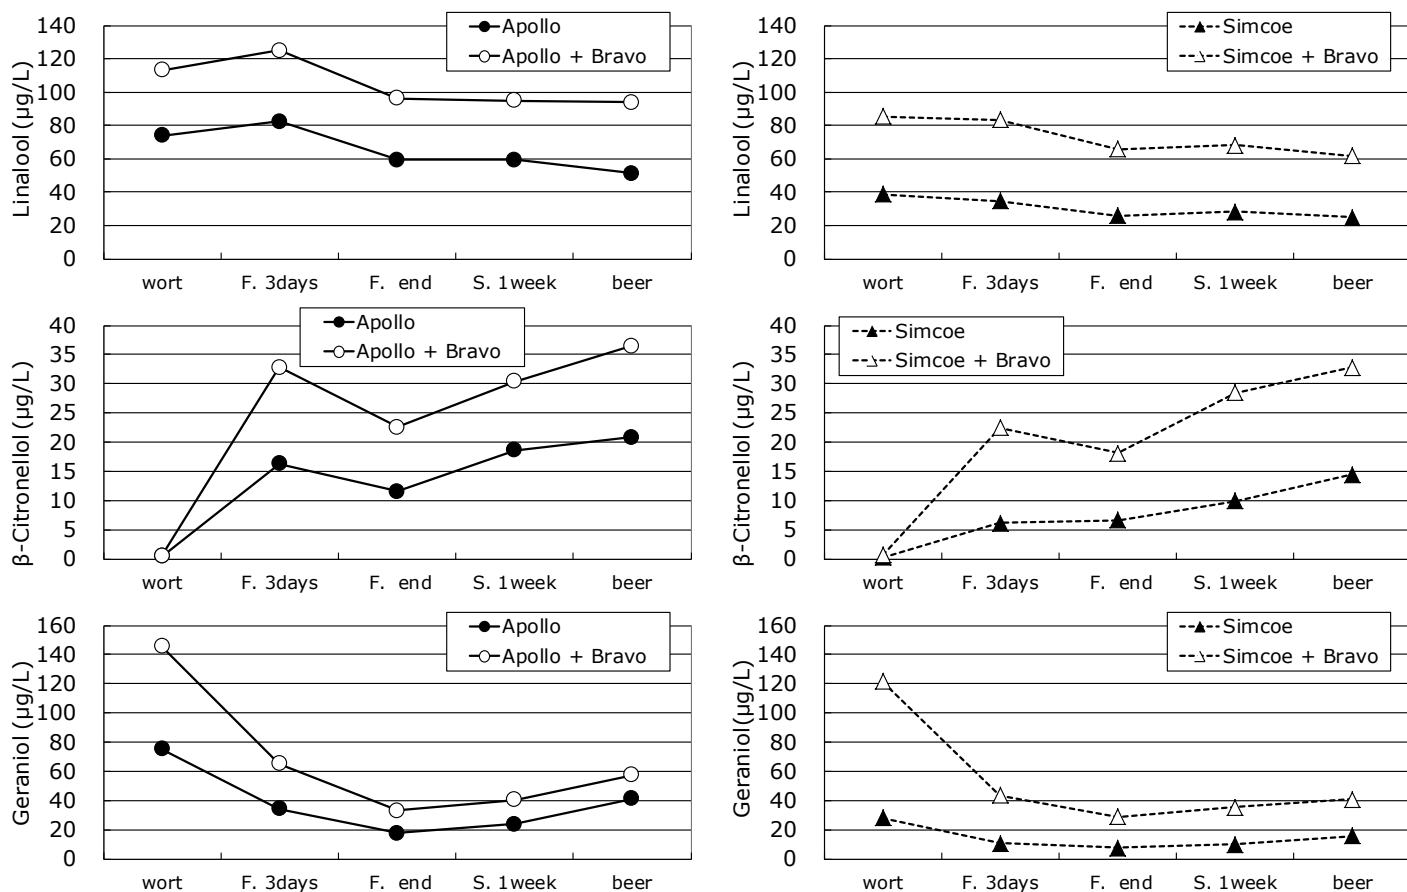 Linalool (µg/L)
140
120
100
80
60
40
20
0
Apollo
Apollo + Bravo
wort F. 3days F. end S. 1week beer
Linalool (µg/L)
140
120
100
80
60
40
20
0
Simcoe
Simcoe + Bravo
wort F. 3days F. end S. 1week beer
β-Citronellol (µg/L)
40
35
30
25
20
15
10
5
0
Apollo
Apollo + Bravo
wort F. 3days F. end S. 1week beer
β-Citronellol (µg/L)
40
35
30
25
20
15
10
5
0
Simcoe
Simcoe + Bravo
wort F. 3days F. end S. 1week beer
Geraniol (µg/L)
160
140
120
100
80
60
40
20
0
Apollo
Apollo + Bravo
wort F. 3days F. end S. 1week beer
Geraniol (µg/L)
160
140
120
100
80
60
40
20
0
Simcoe
Simcoe + Bravo
wort F. 3days F. end S. 1week beer